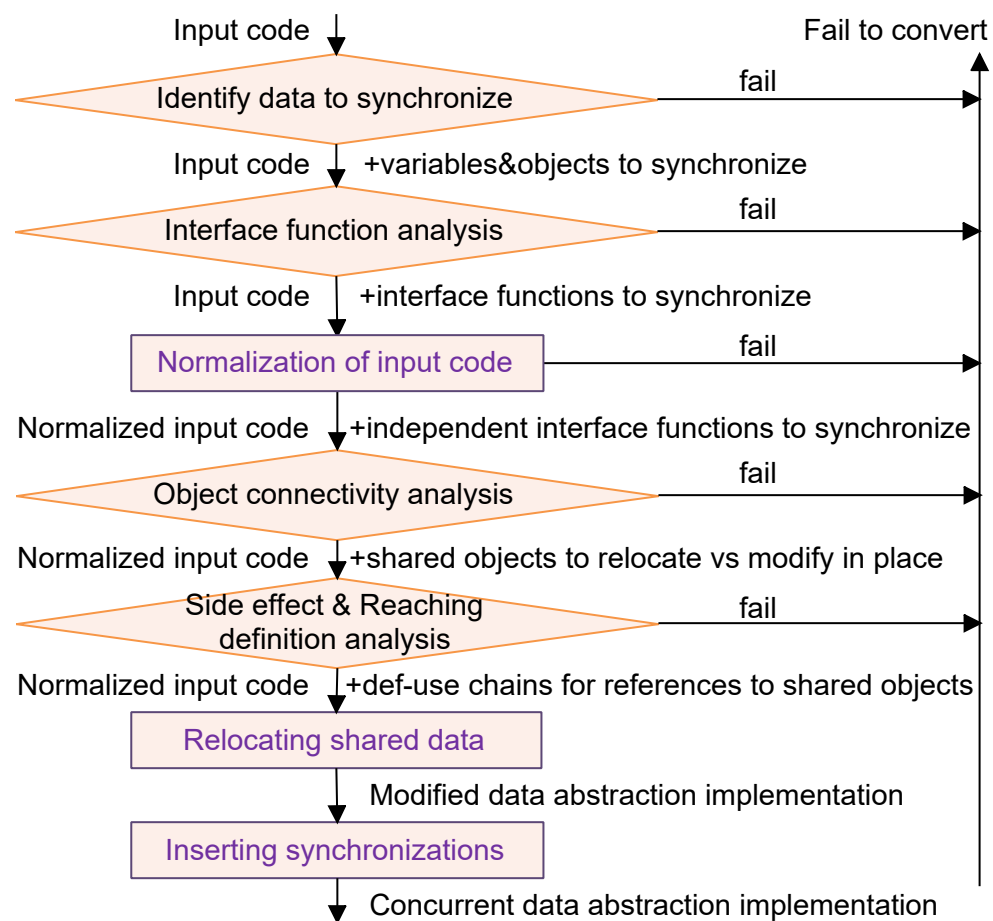 Input code
Fail to convert
Identify data to synchronize
fail
Input code
+variables&objects to synchronize
Interface function analysis
fail
Input code
+interface functions to synchronize
Normalization of input code
fail
Normalized input code
+independent interface functions to synchronize
Object connectivity analysis
fail
Normalized input code
+shared objects to relocate vs modify in place
Side effect & Reaching
definition analysis
fail
Normalized input code
+def-use chains for references to shared objects
Relocating shared data
Modified data abstraction implementation
Inserting synchronizations
Concurrent data abstraction implementation